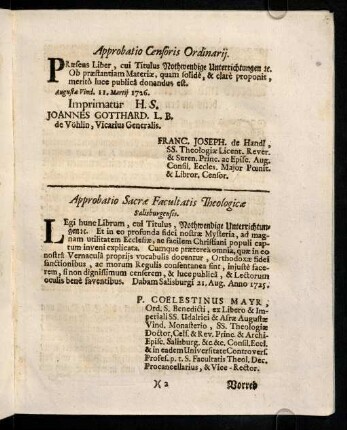 Approbatio Censoris Ordinarij.
PRæsens Liber, cui Titulus Nothwendige Unterrichtungen ꝛc.
Ob præstantiam Materiæ, quam solidè, & clarè proponit,
meritò luce publicâ donandus est.
Augustæ Vind. 11. Martij 1726.
Imprimatur H. S.
JOANNES GOTTHARD. L. B.
de Vöhlin, Vicarius Generalis.
FRANC. JOSEPH. de Handl,
SS. Theologiæ Licent. Rever.
& Seren. Princ. ac Episc. Aug.
Consil. Eccles. Major Pœnit.
& Libror. Censor.
Approbatio Sacræ Facultatis Theologicæ
Salisburgensis.
LEgi hunc Librum, cui Titulus, Nothwendige Unterrichtun-
gen ꝛc. Et in eo profunda fidei nostræ Mysteria, ad mag-
nam utilitatem Ecclesiæ, ac facilem Christiani populi cap-
tum inveni explicata. Cumque præterea omnia, quæ in eo
nostrâ Vernaculâ propriis vocabulis docentur, Orthodoxæ fidei
sanctionibus, ac morum Regulis consentanea sint, injustè face-
rem, si non dignissimum censerem, & luce publicâ, & Lectorum
oculis benè faventibus. Dabam Salisburgi 21. Aug. Anno 1725.
P. COELESTINUS MAYR,
Ord. S. Benedicti, ex Libero & Im-
periali SS. Udalrici & Afræ Augustæ
Vind. Monasterio, SS. Theologiæ
Doctor, Cels. & Rev. Princ. & Archi-
Episc. Salisburg. &c. &c. Consil. Eccl.
& in eadem Universitate Controvers.
Profes. p. t. S. Facultatis Theol. Dec.
Procancellarius, & Vice-Rector.
)( 2 Vorred